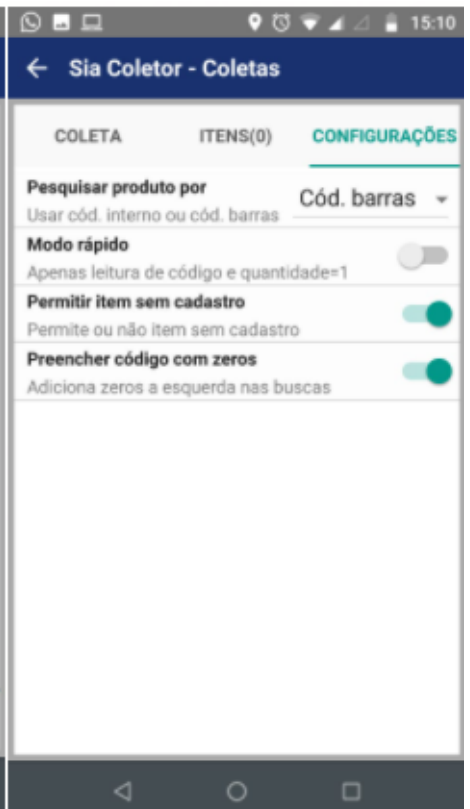 15:10
Sia Coletor - Coletas
COLETA ITENS(0) CONFIGURAÇÕES
Pesquisar produto por
Cód. barras
Usar cód. interno ou cód. barras
Modo rápido
Apenas leitura de código e quantidade=1
Permitir item sem cadastro
Permite ou não item sem cadastro
Preencher código com zeros
Adiciona zeros a esquerda nas buscas